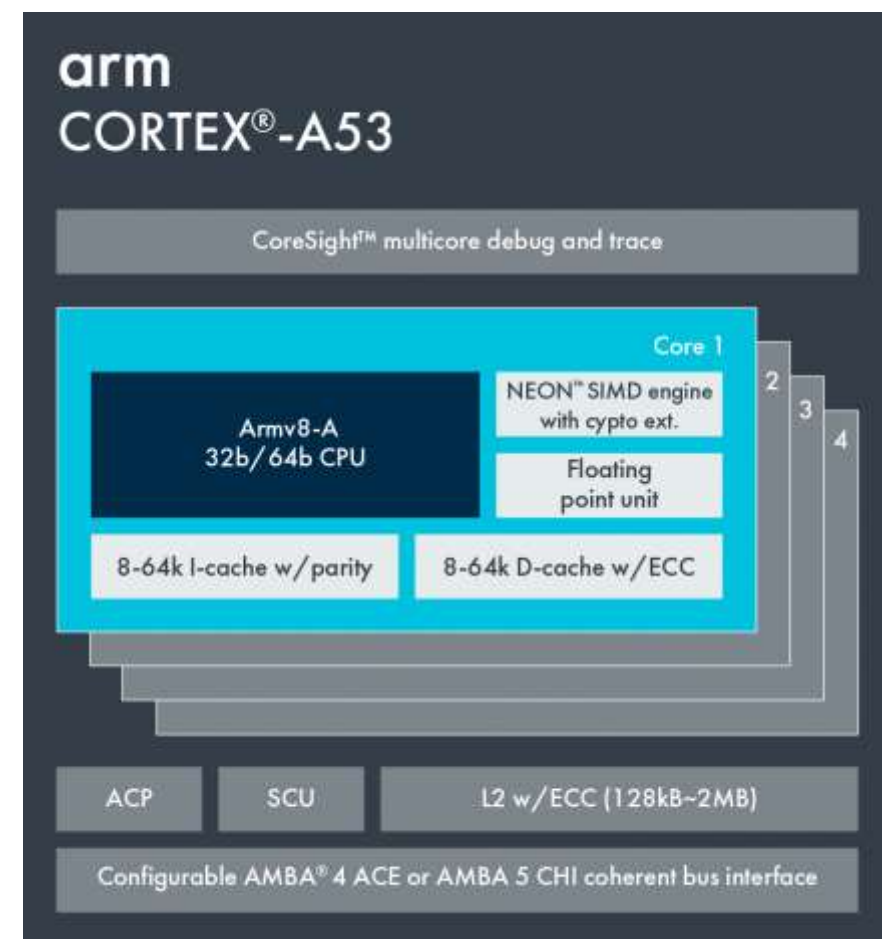 arm
CORTEX®-A53
CoreSight™ multicore debug and trace
Core 1
2
3
4
Armv8-A
32b/64b CPU
NEON™ SIMD engine
with cypto ext.
Floating
point unit
8-64k I-cache w/parity
8-64k D-cache w/ECC
ACP
SCU
L2 w/ECC (128kB~2MB)
Configurable AMBA® 4 ACE or AMBA 5 CHI coherent bus interface